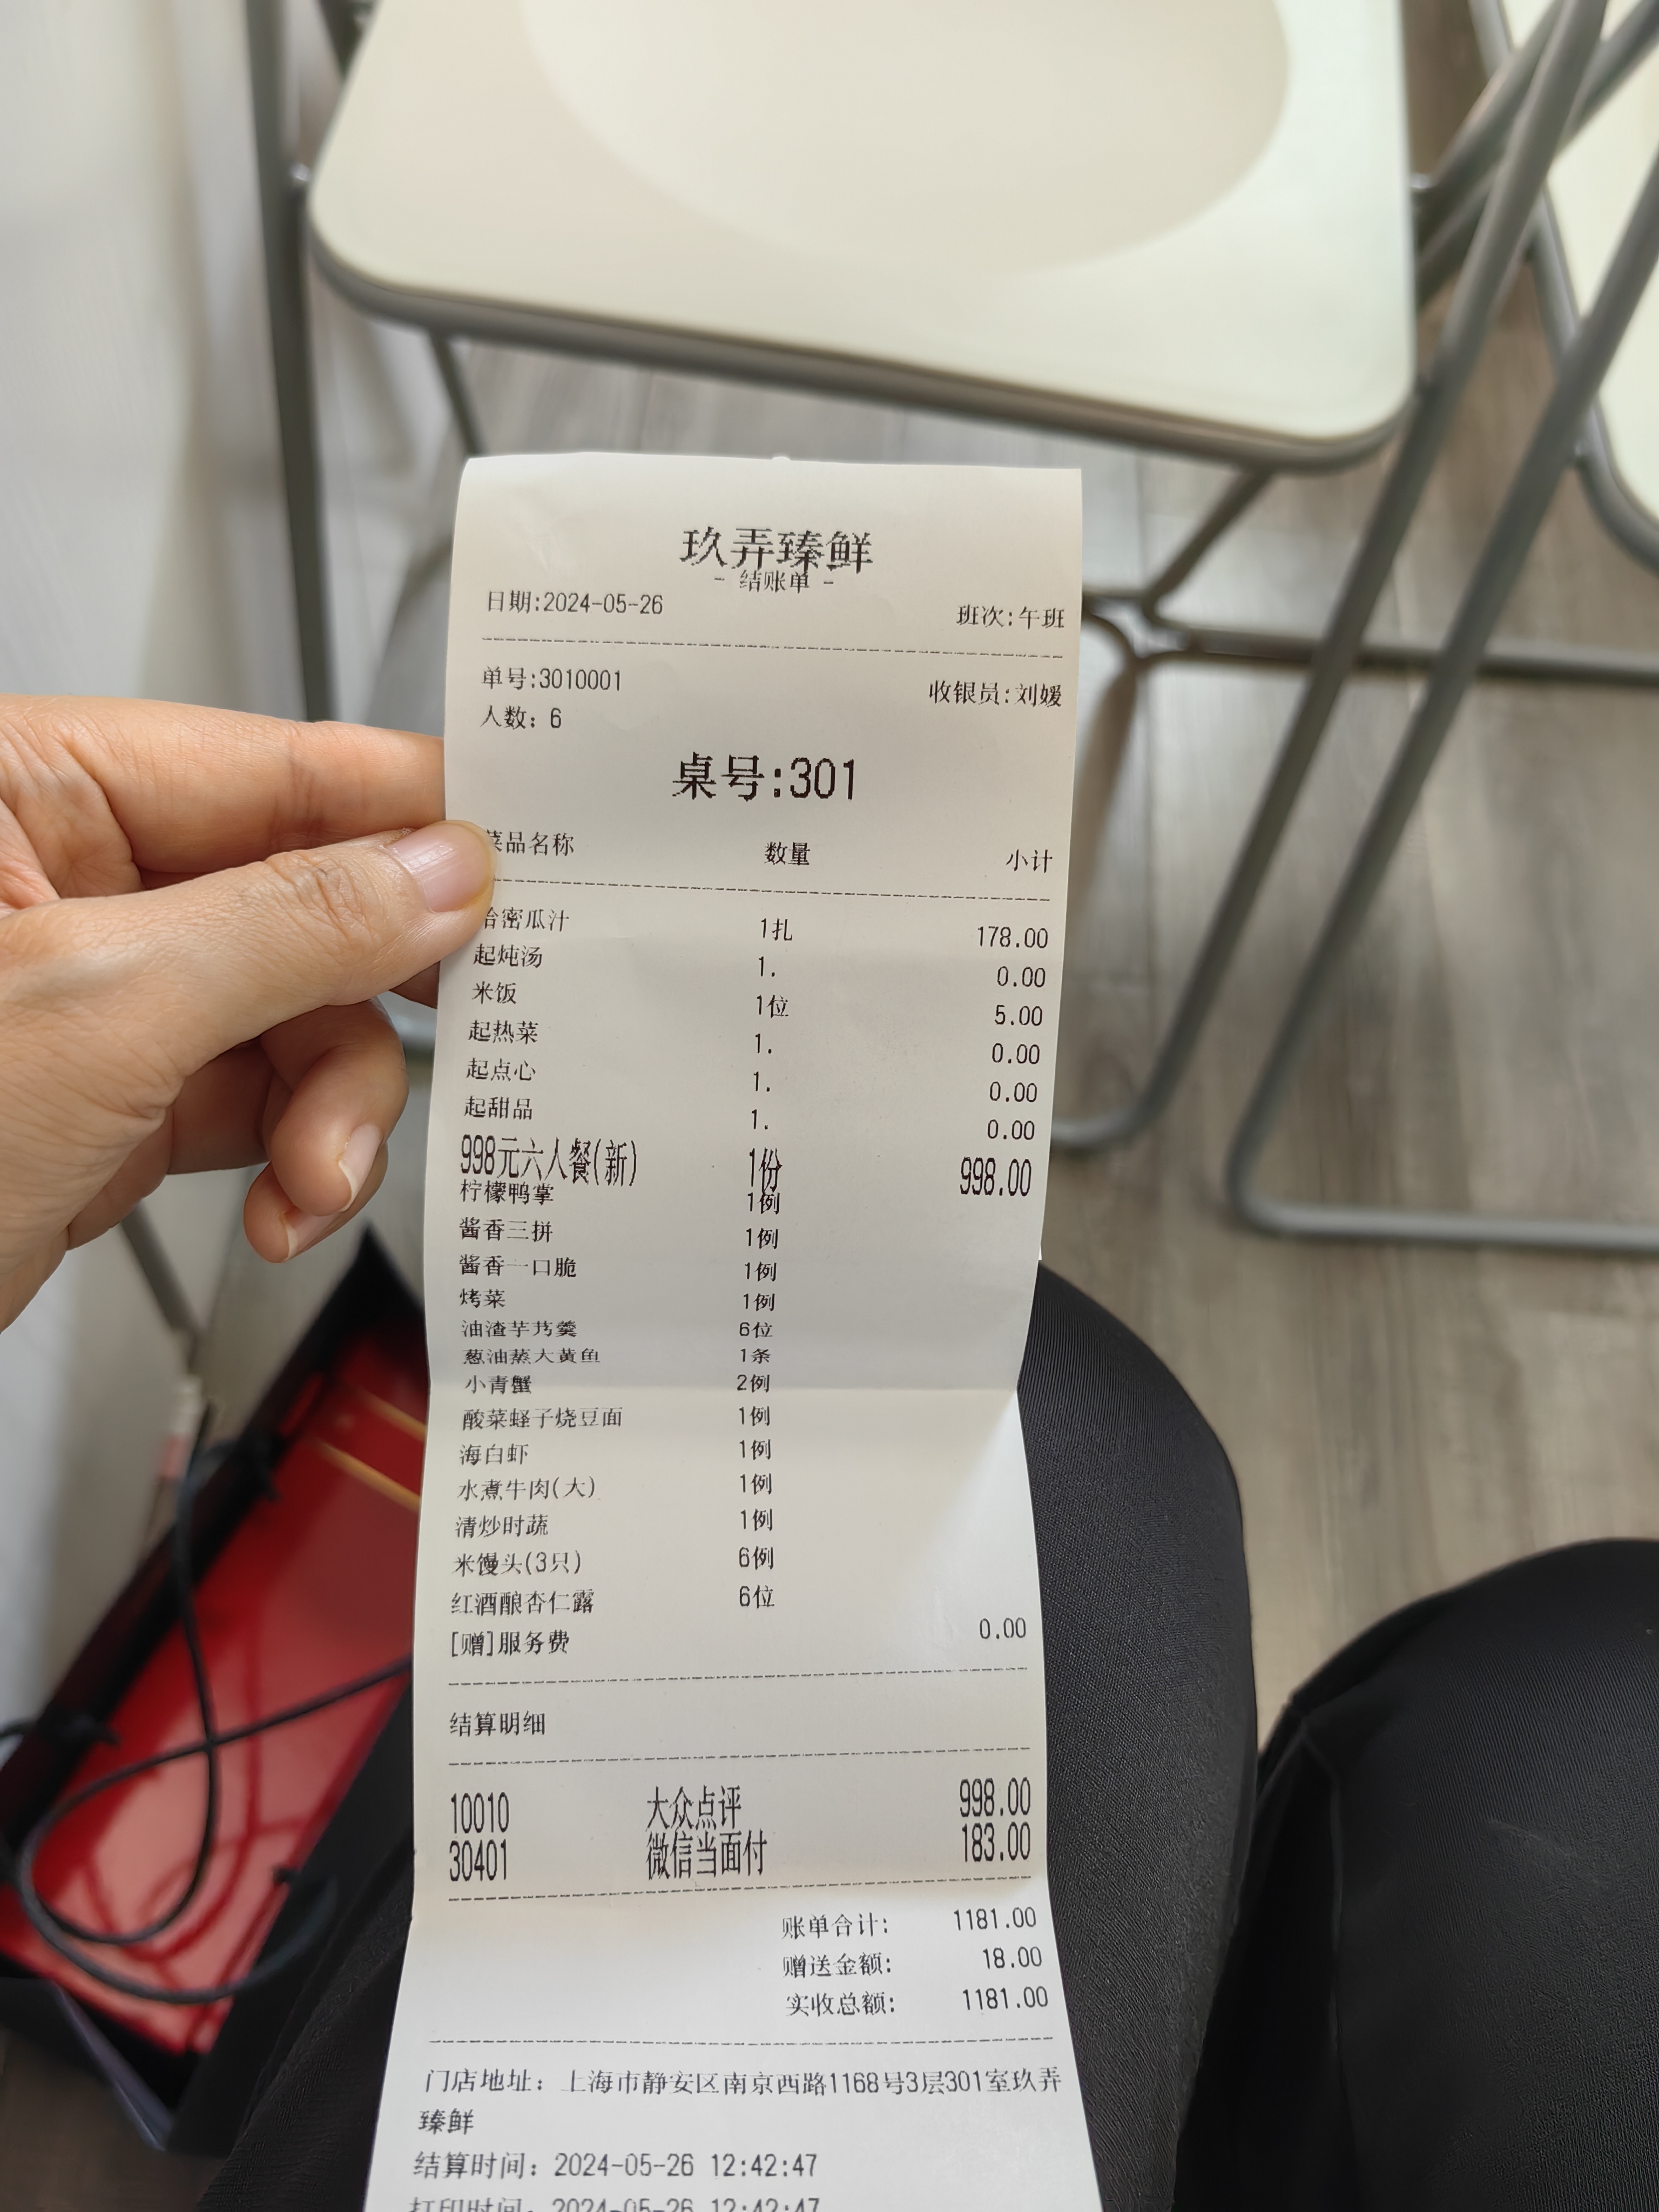 玖弄臻鲜
- 结账单 -
日期:2024-05-26 班次:午班
单号:3010001 收银员:刘媛
人数: 6
桌号:301
菜品名称 数量 小计
哈密瓜汁 1扎 178.00
起炖汤 1. 0.00
米饭 1位 5.00
起热菜 1. 0.00
起点心 1. 0.00
起甜品 1. 0.00
998元六人餐(新) 1份 998.00
柠檬鸭掌 1例
酱香三拼 1例
酱香一口脆 1例
烤菜 1例
油渣芋艿羹 6位
葱油蒸大黄鱼 1条
小青蟹 2例
酸菜蛏子烧豆面 1例
海白虾 1例
水煮牛肉(大) 1例
清炒时蔬 1例
米馒头(3只) 6例
红酒酿杏仁露 6位
[赠]服务费 0.00
结算明细
10010 大众点评 998.00
30401 微信当面付 183.00
账单合计: 1181.00
赠送金额: 18.00
实收总额: 1181.00
门店地址: 上海市静安区南京西路1168号3层301室玖弄
臻鲜
结算时间: 2024-05-26 12:42:47
打印时间: 2024-05-26 12:42:47